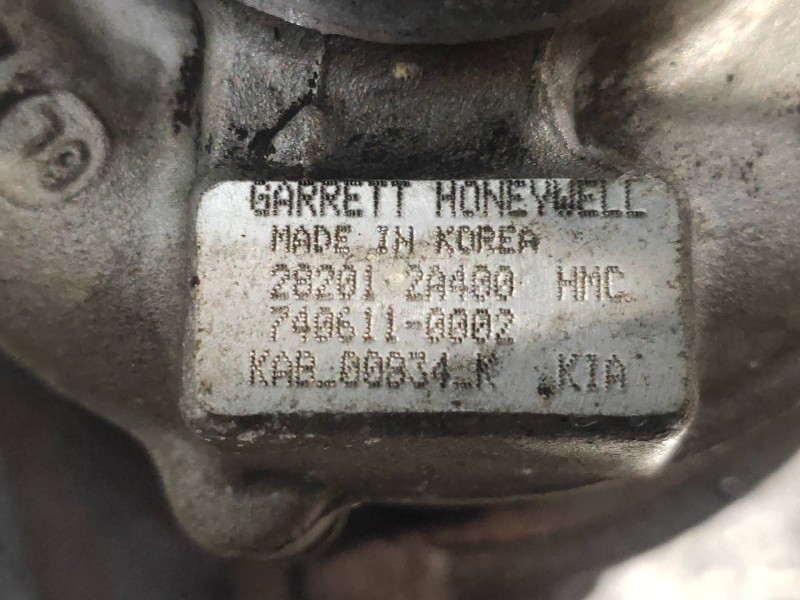 GARRETT HONEYWELL
MADE IN KOREA
28201 2A400 HMC
740611-0002
KAB_00834_K KIA